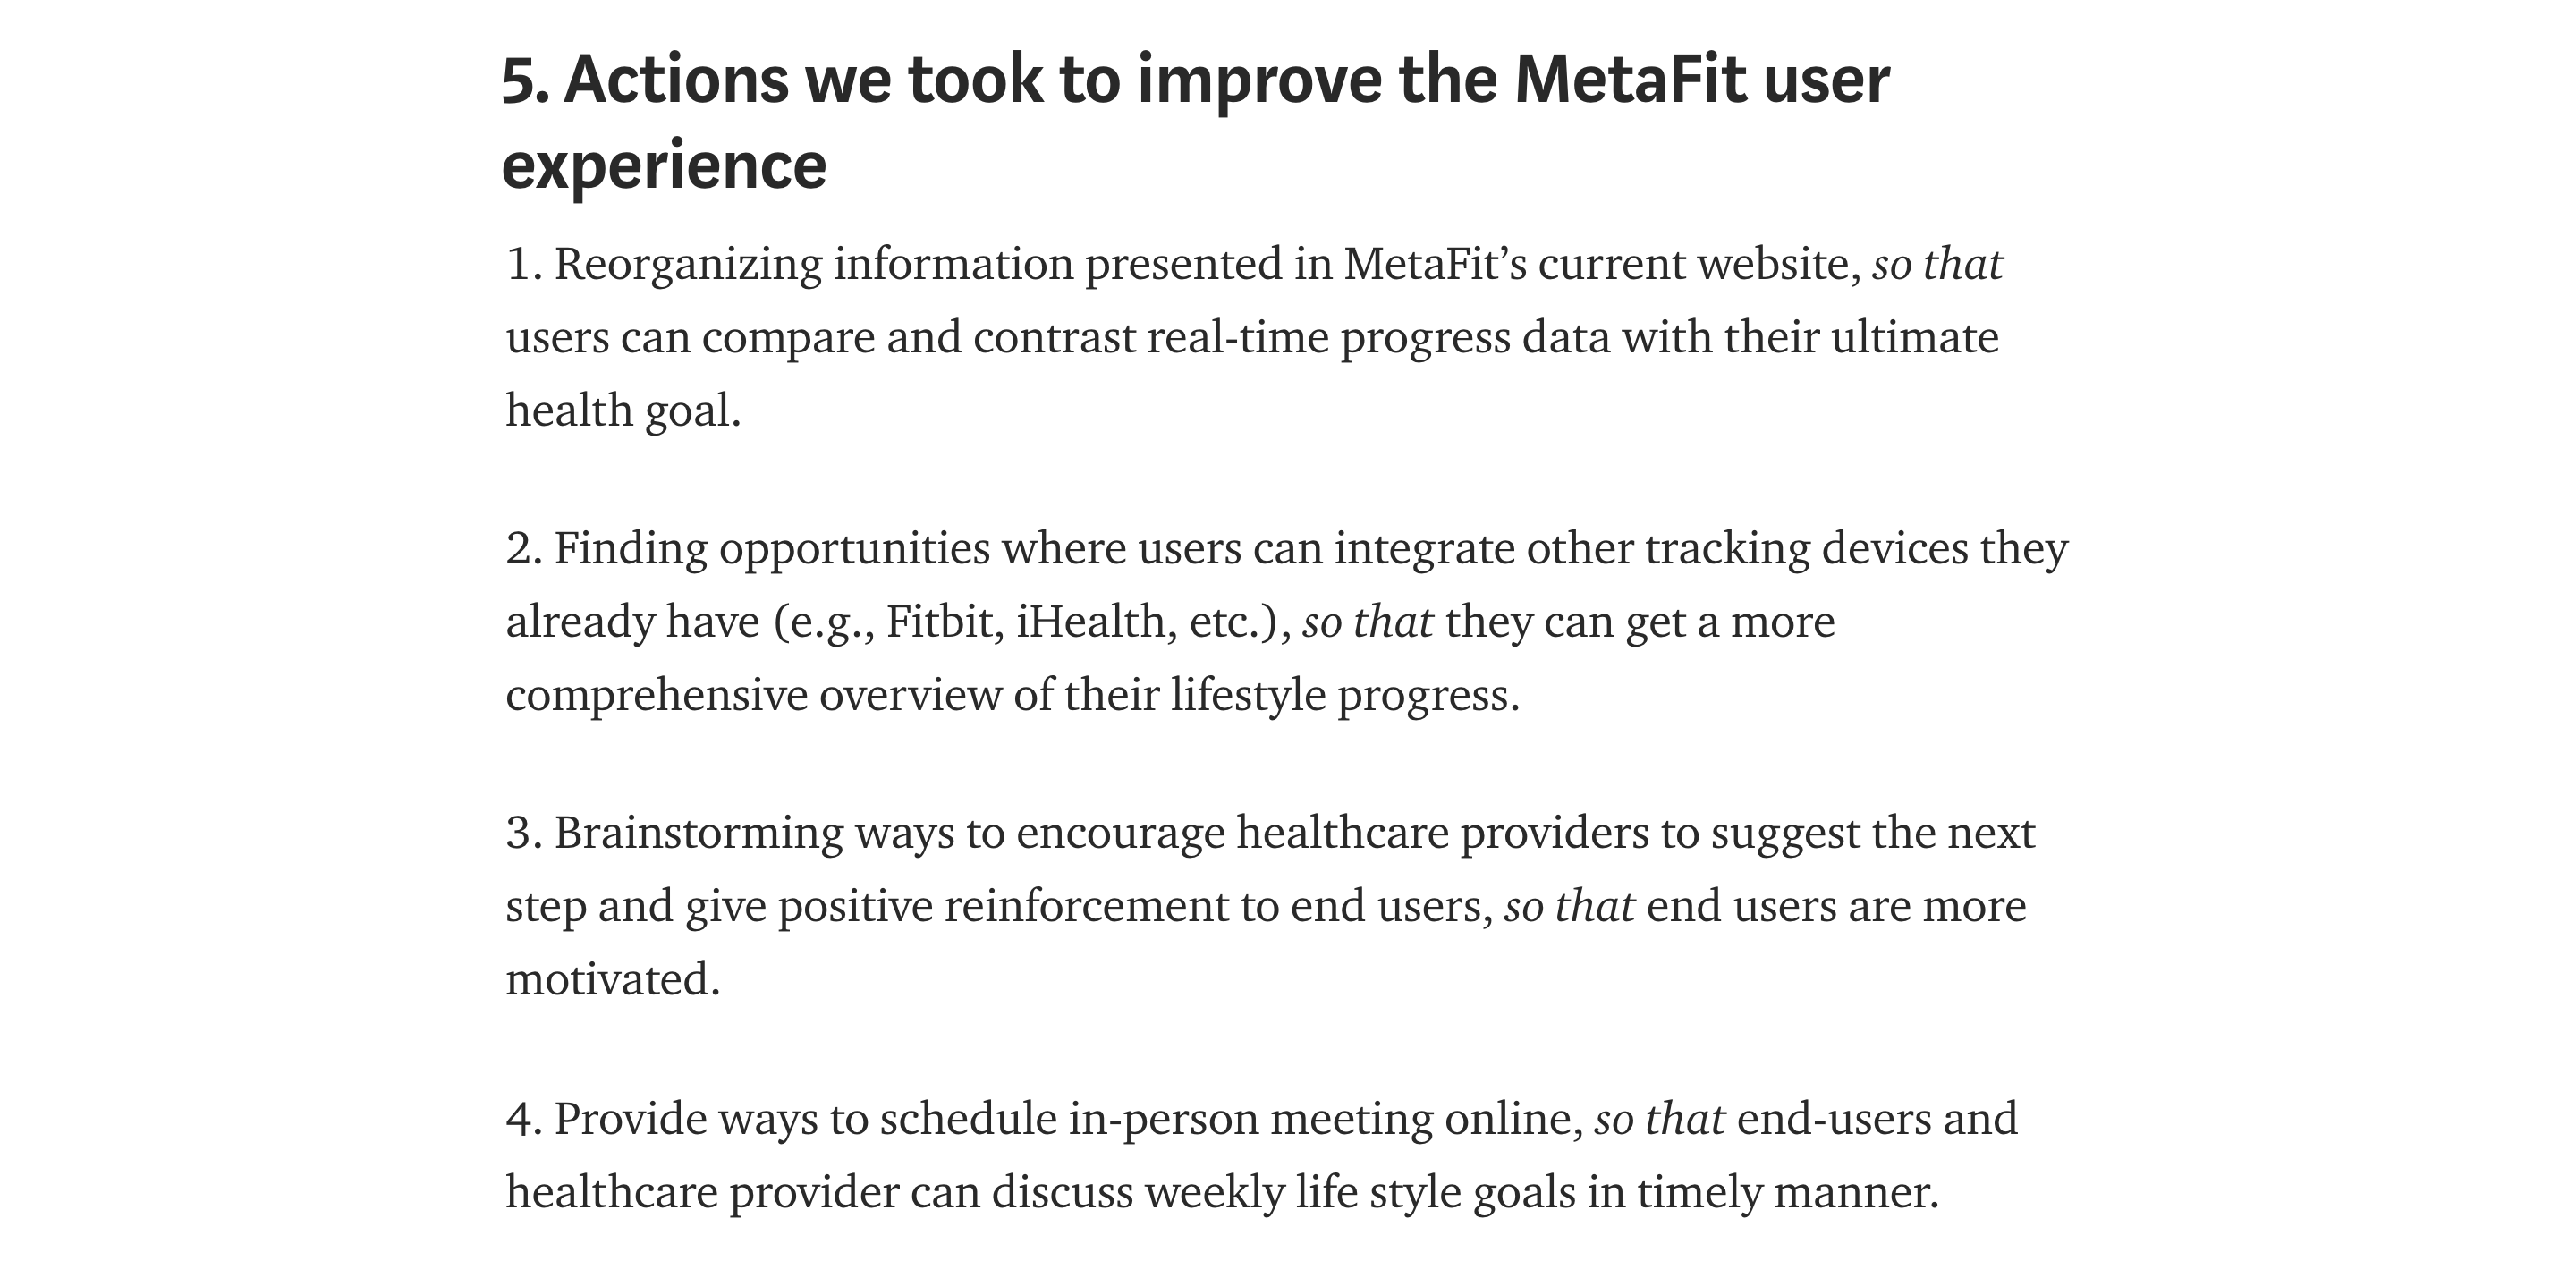 5. Actions we took to improve the MetaFit user
experience
1. Reorganizing information presented in MetaFit’s current website, so that
users can compare and contrast real-time progress data with their ultimate
health goal.
2. Finding opportunities where users can integrate other tracking devices they
already have (e.g., Fitbit, iHealth, etc.), so that they can get a more
comprehensive overview of their lifestyle progress.
3. Brainstorming ways to encourage healthcare providers to suggest the next
step and give positive reinforcement to end users, so that end users are more
motivated.
4. Provide ways to schedule in-person meeting online, so that end-users and
healthcare provider can discuss weekly life style goals in timely manner.